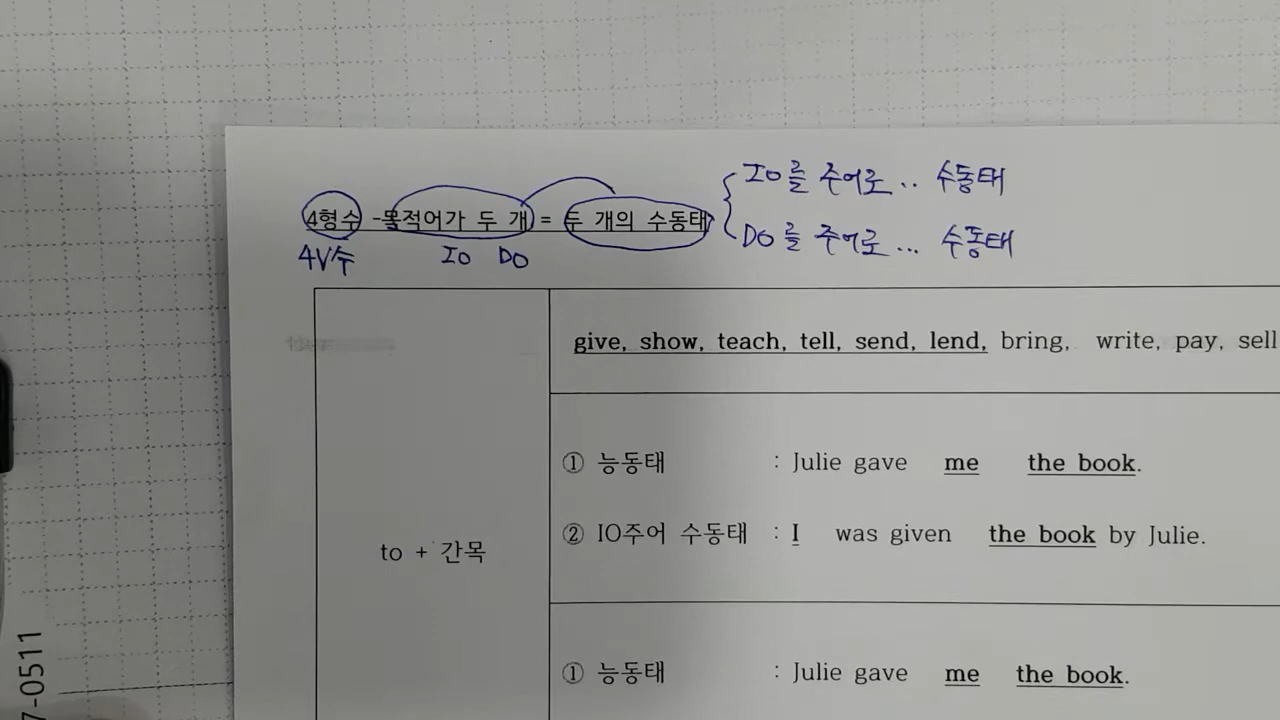 IO를 주어로.. 수동태
4형수 -목적어가 두 개 = 두 개의 수동태
DO를 주어로... 수동태
4V수 IO DO
give, show, teach, tell, send, lend, bring, write, pay, sell
① 능동태 : Julie gave me the book.
② IO주어 수동태 : I was given the book by Julie.
to + 간목
① 능동태 : Julie gave me the book.
7-0511